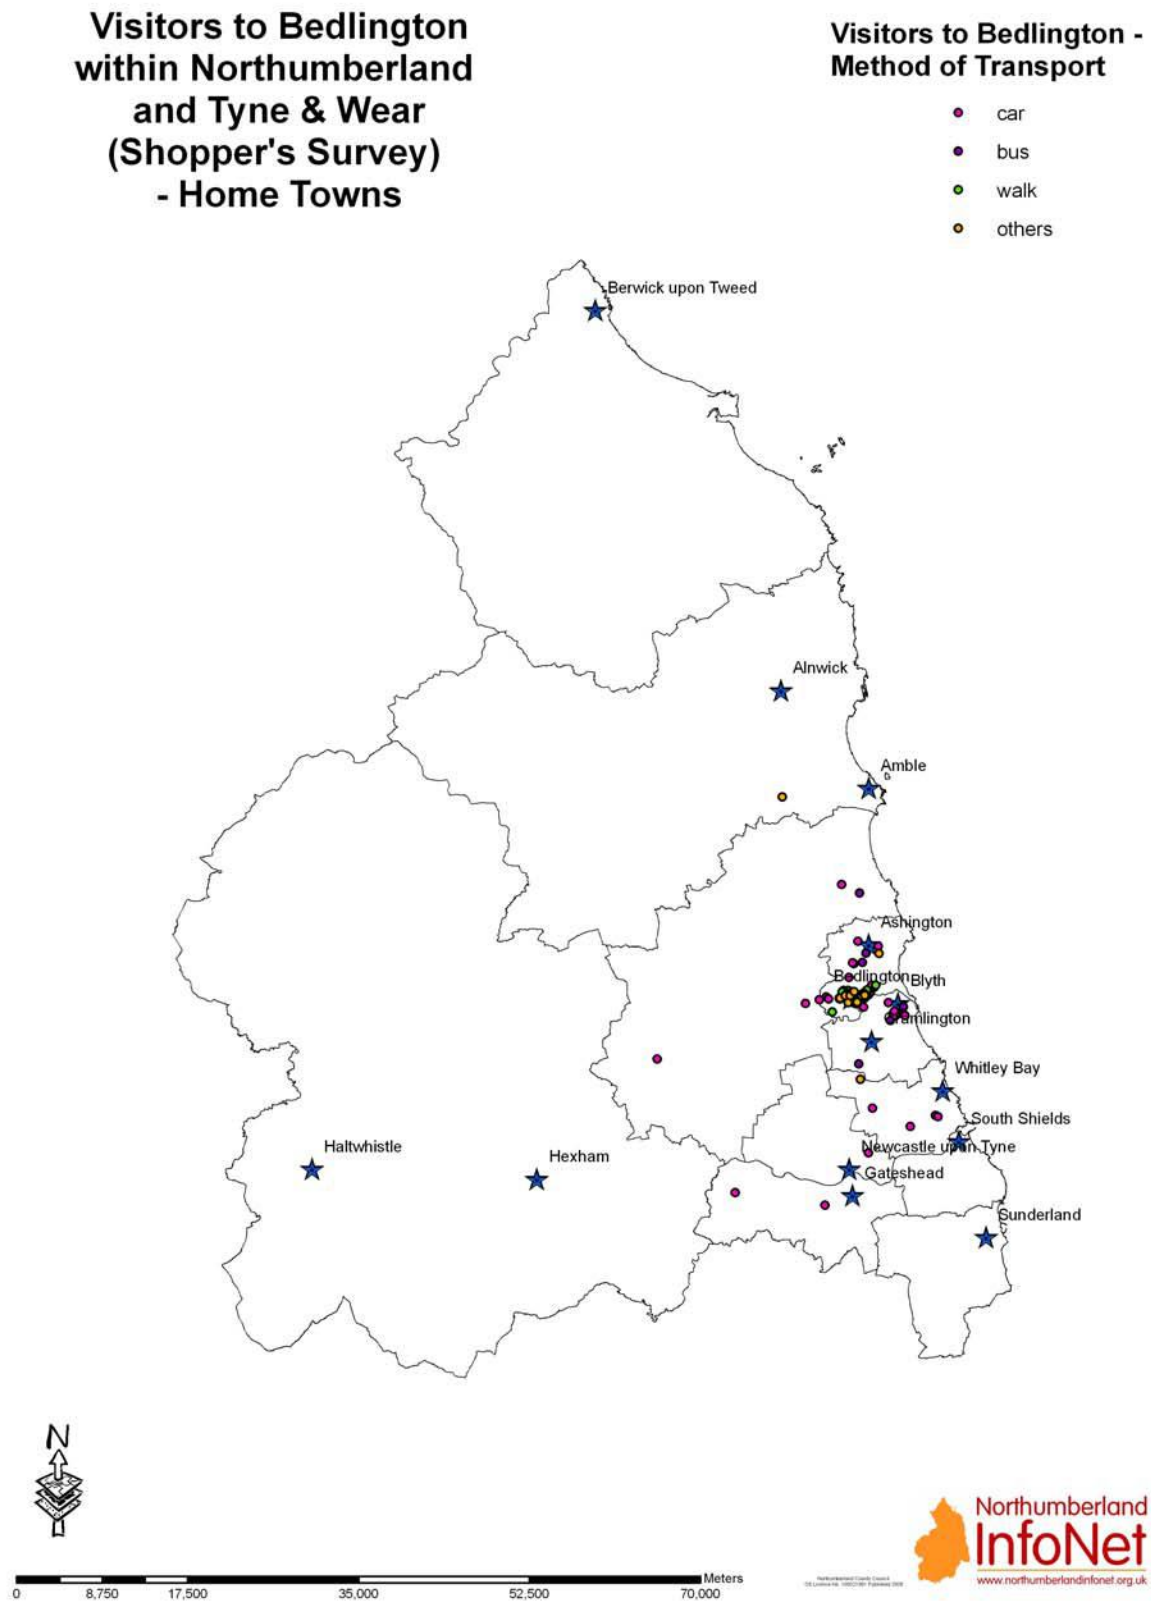 Visitors to Bedlington
within Northumberland
and Tyne & Wear
(Shopper's Survey)
- Home Towns
Visitors to Bedlington -
Method of Transport
car
bus
walk
others
Berwick upon Tweed
Alnwick
Amble
Ashington
Bedlington
Blyth
Cramlington
Whitley Bay
South Shields
Newcastle upon Tyne
Gateshead
Haltwhistle
Hexham
Sunderland
N
Northumberland
InfoNet
www.northumberlandinfonet.org.uk
Meters
0 8,750 17,500 35,000 52,500 70,000
Northumberland County Council